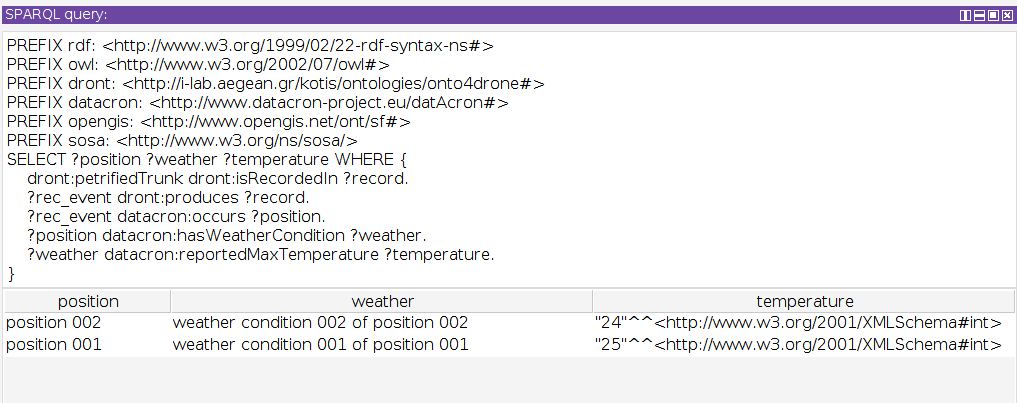 SPARQL query:
PREFIX rdf: <http://www.w3.org/1999/02/22-rdf-syntax-ns#>
PREFIX owl: <http://www.w3.org/2002/07/owl#>
PREFIX dront: <http://i-lab.aegean.gr/kotis/ontologies/onto4drone#>
PREFIX datacron: <http://www.datacron-project.eu/datAcron#>
PREFIX opengis: <http://www.opengis.net/ont/sf#>
PREFIX sosa: <http://www.w3.org/ns/sosa/>
SELECT ?position ?weather ?temperature WHERE {
dront:petrifiedTrunk dront:isRecordedIn ?record.
?rec_event dront:produces ?record.
?rec_event datacron:occurs ?position.
?position datacron:hasWeatherCondition ?weather.
?weather datacron:reportedMaxTemperature ?temperature.
}
position weather temperature
position 002 weather condition 002 of position 002 "24"^^<http://www.w3.org/2001/XMLSchema#int>
position 001 weather condition 001 of position 001 "25"^^<http://www.w3.org/2001/XMLSchema#int>